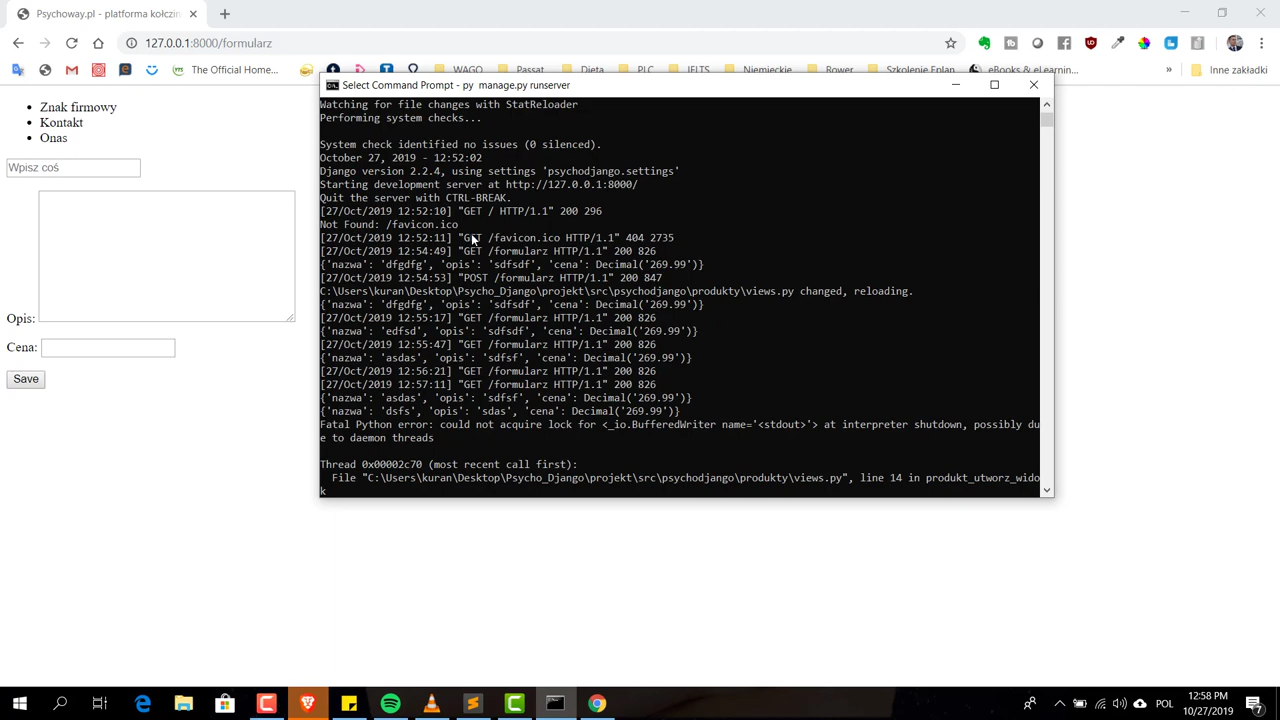 Psychoway.pl - platforma kołczin
127.0.0.1:8000/formularz
The Official Home...
WAGO
Passat
Dieta
PLC
IELTS
Niemieckie
Rower
Szkolenie Eplan
eBooks & eLearnin...
»
Inne zakładki
Znak firmowy
Kontakt
Onas
Wpisz coś
Opis:
Cena:
Save
Select Command Prompt - py manage.py runserver
Watching for file changes with StatReloader
Performing system checks...
System check identified no issues (0 silenced).
October 27, 2019 - 12:52:02
Django version 2.2.4, using settings 'psychodjango.settings'
Starting development server at http://127.0.0.1:8000/
Quit the server with CTRL-BREAK.
[27/Oct/2019 12:52:10] "GET / HTTP/1.1" 200 296
Not Found: /favicon.ico
[27/Oct/2019 12:52:11] "GET /favicon.ico HTTP/1.1" 404 2735
[27/Oct/2019 12:54:49] "GET /formularz HTTP/1.1" 200 826
{'nazwa': 'dfgdfg', 'opis': 'sdfsdf', 'cena': Decimal('269.99')}
[27/Oct/2019 12:54:53] "POST /formularz HTTP/1.1" 200 847
C:\Users\kuran\Desktop\Psycho_Django\projekt\src\psychodjango\produkty\views.py changed, reloading.
{'nazwa': 'dfgdfg', 'opis': 'sdfsdf', 'cena': Decimal('269.99')}
[27/Oct/2019 12:55:17] "GET /formularz HTTP/1.1" 200 826
{'nazwa': 'edfsd', 'opis': 'sdfsdf', 'cena': Decimal('269.99')}
[27/Oct/2019 12:55:47] "GET /formularz HTTP/1.1" 200 826
{'nazwa': 'asdas', 'opis': 'sdfsf', 'cena': Decimal('269.99')}
[27/Oct/2019 12:56:21] "GET /formularz HTTP/1.1" 200 826
[27/Oct/2019 12:57:11] "GET /formularz HTTP/1.1" 200 826
{'nazwa': 'asdas', 'opis': 'sdfsf', 'cena': Decimal('269.99')}
{'nazwa': 'dsfs', 'opis': 'sdas', 'cena': Decimal('269.99')}
Fatal Python error: could not acquire lock for <_io.BufferedWriter name='<stdout>'> at interpreter shutdown, possibly du
e to daemon threads
Thread 0x00002c70 (most recent call first):
File "C:\Users\kuran\Desktop\Psycho_Django\projekt\src\psychodjango\produkty\views.py", line 14 in produkt_utworz_wido
k
POL
12:58 PM
10/27/2019
7